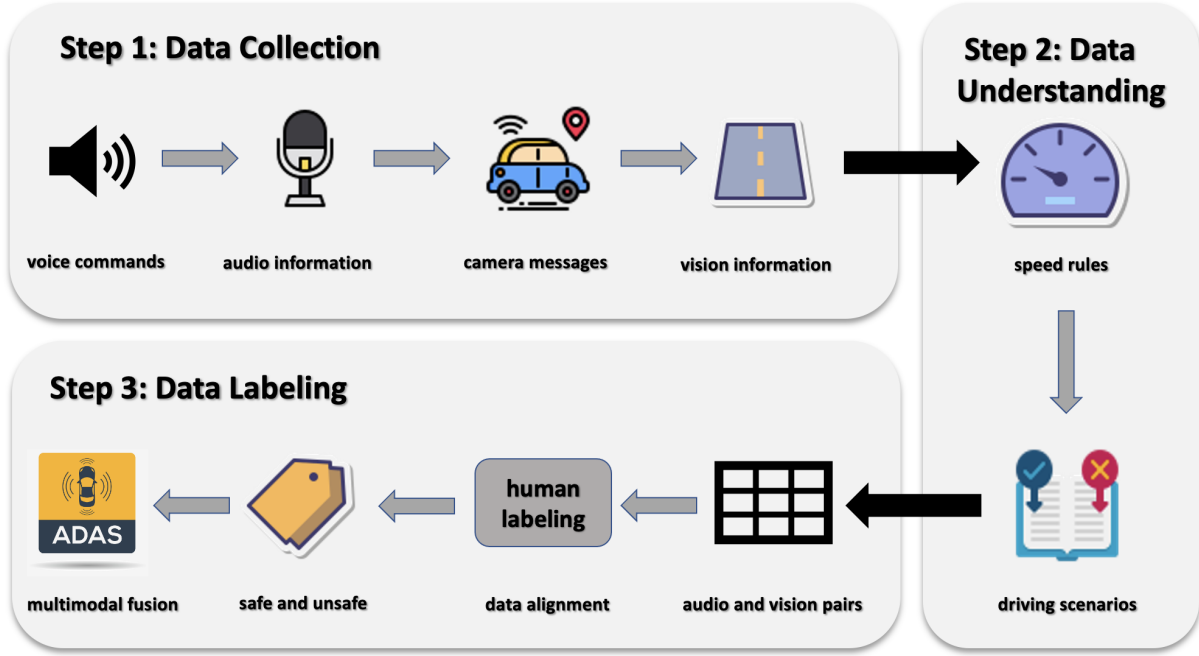 Step 1: Data Collection
voice commands
audio information
camera messages
vision information
Step 2: Data
Understanding
speed rules
driving scenarios
Step 3: Data Labeling
audio and vision pairs
human
labeling
data alignment
safe and unsafe
ADAS
multimodal fusion